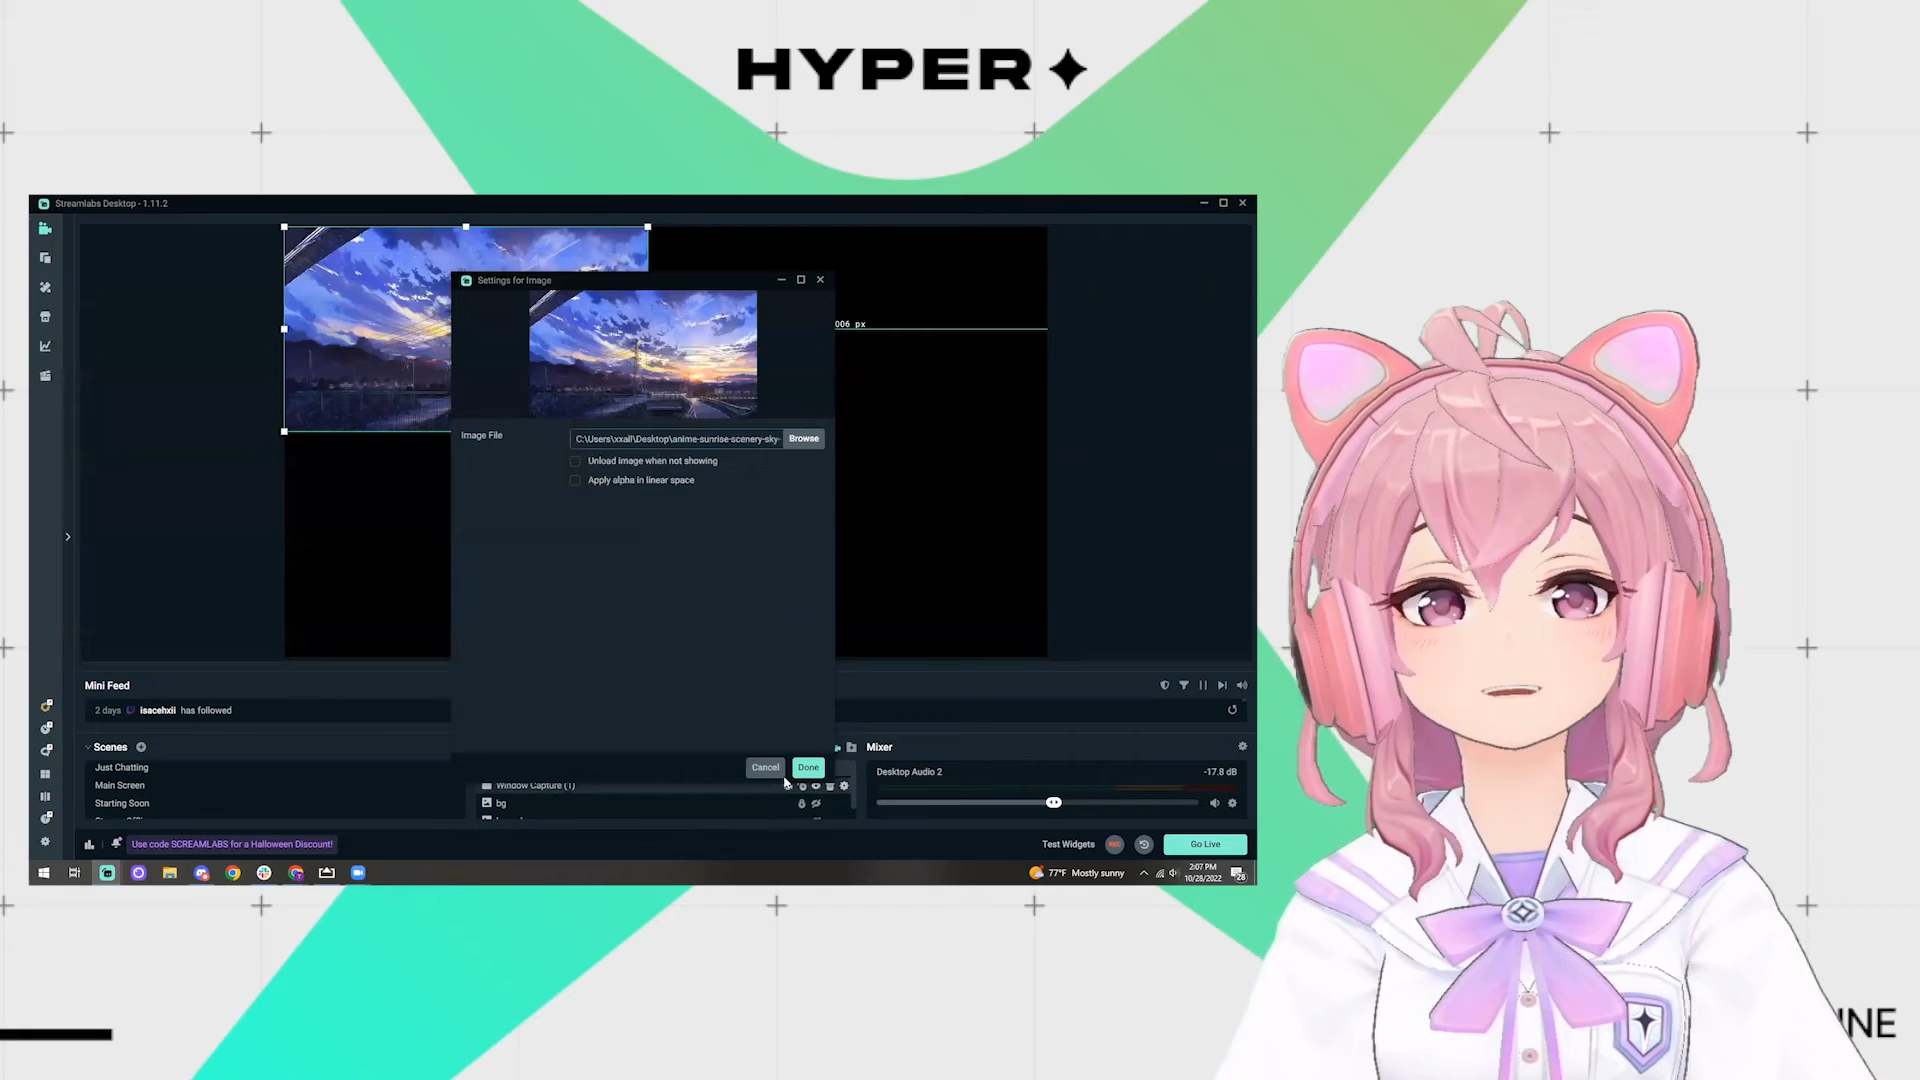 HYPER
Streamlabs Desktop - 1.11.2
Settings for Image
006 px
Image File
C:\Users\xxall\Desktop\anime-sunrise-scenery-sky-
Browse
Unload image when not showing
Apply alpha in linear space
Mini Feed
2 days isacehxii has followed
Scenes
Mixer
Cancel
Done
Just Chatting
Desktop Audio 2
-17.8 dB
Main Screen
Window Capture (1)
Starting Soon
bg
Use code SCREAMLABS for a Halloween Discount!
Test Widgets
REC
Go Live
77°F Mostly sunny
2:07 PM
10/28/2022
28
INE